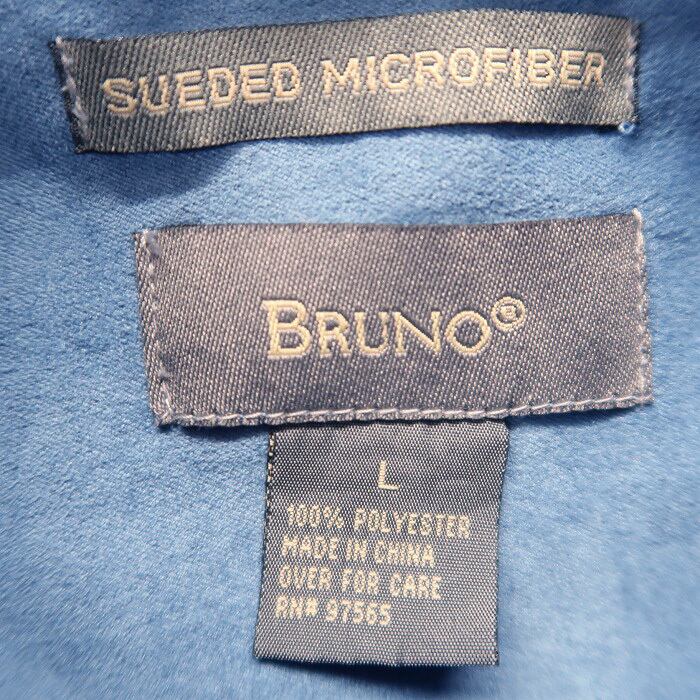 SUEDED MICROFIBER
BRUNO®
L
100% POLYESTER
MADE IN CHINA
OVER FOR CARE
RN# 97565